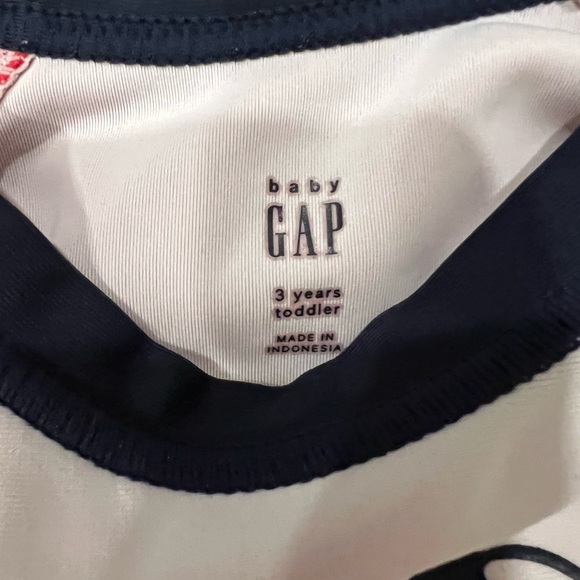 baby
GAP
3 years
toddler
MADE IN
INDONESIA